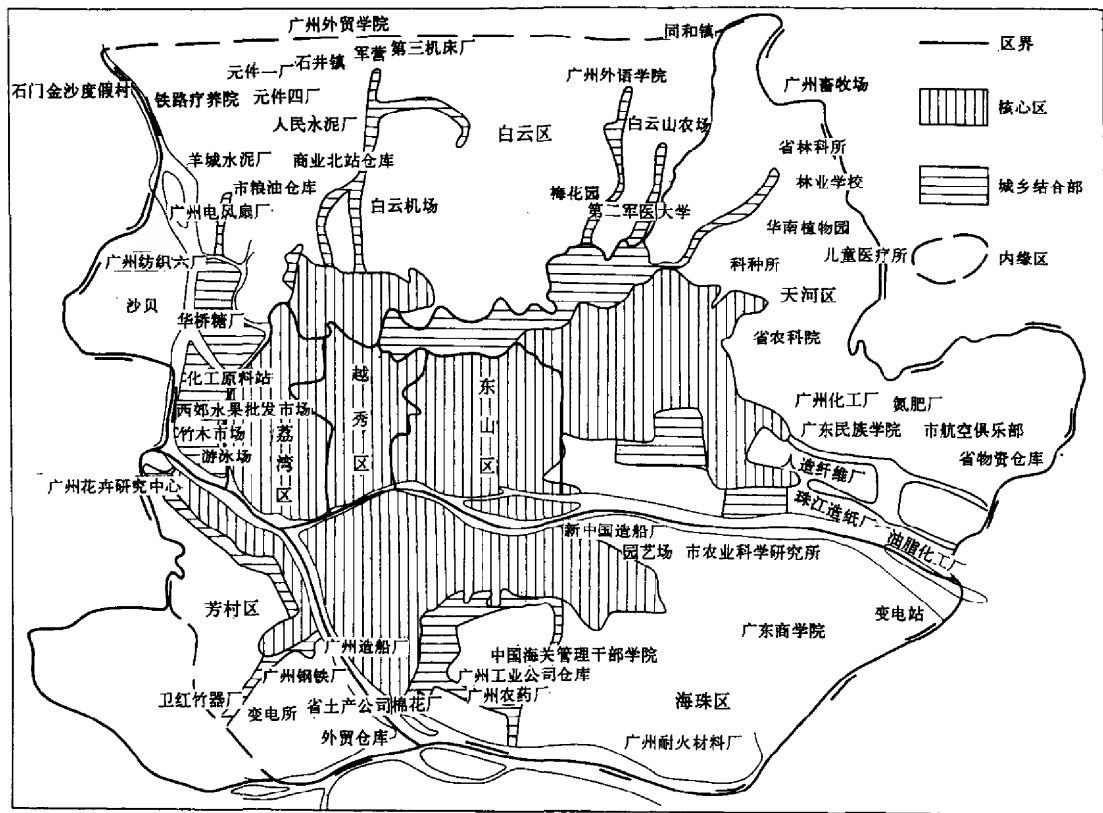 广州外贸学院
同和镇
区界
石井镇
军营
第三机床厂
元件一厂
广州外语学院
广州畜牧场
石门金沙度假村
铁路疗养院
元件四厂
核心区
人民水泥厂
白云区
白云山农场
省林科所
羊城水泥厂
商业北站仓库
市粮油仓库
梅花园
林业学校
城乡结合部
广州电风扇厂
白云机场
第二军医大学
华南植物园
广州纺织六厂
科种所
儿童医疗所
内缘区
沙贝
天河区
华桥糖厂
省农科院
化工原料站
越秀区
东山区
广州化工厂
氮肥厂
西郊水果批发市场
荔湾区
竹木市场
广东民族学院
市航空俱乐部
游泳场
造纤维厂
省物资仓库
广州花卉研究中心
珠江造纸厂
新中国造船厂
油脂化工厂
园艺场
市农业科学研究所
芳村区
变电站
广东商学院
广州造船厂
中国海关管理干部学院
广州钢铁厂
广州工业公司仓库
卫红竹器厂
省土产公司棉花厂
广州农药厂
变电所
海珠区
外贸仓库
广州耐火材料厂